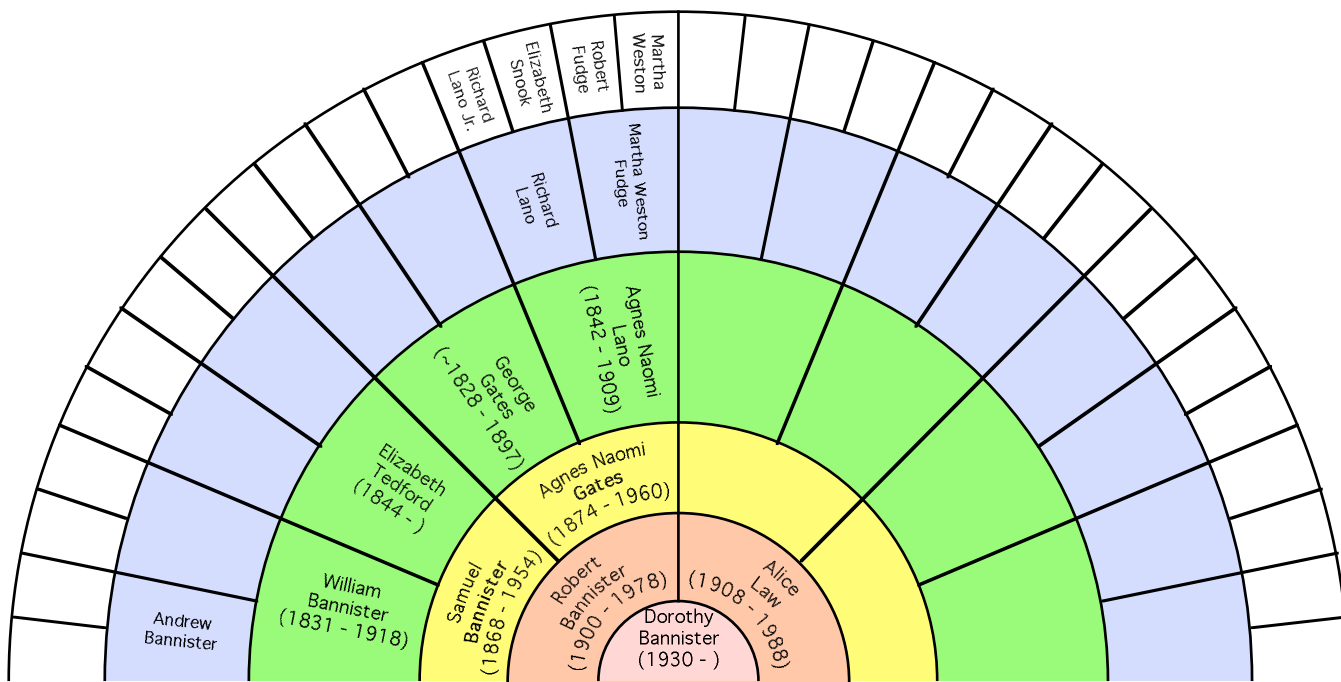 Richard
Lano Jr.
Elizabeth
Snook
Robert
Fudge
Martha
Weston
Andrew
Bannister
Richard
Lano
Martha Weston
Fudge
William
Bannister
(1831 - 1918)
Elizabeth
Tedford
(1844 - )
George
Gates
(~1828 - 1897)
Agnes Naomi
Lano
(1842 - 1909)
Samuel
Bannister
(1868 - 1954)
Agnes Naomi
Gates
(1874 - 1960)
Robert
Bannister
(1900 - 1978)
Alice
Law
(1908 - 1988)
Dorothy
Bannister
(1930 - )